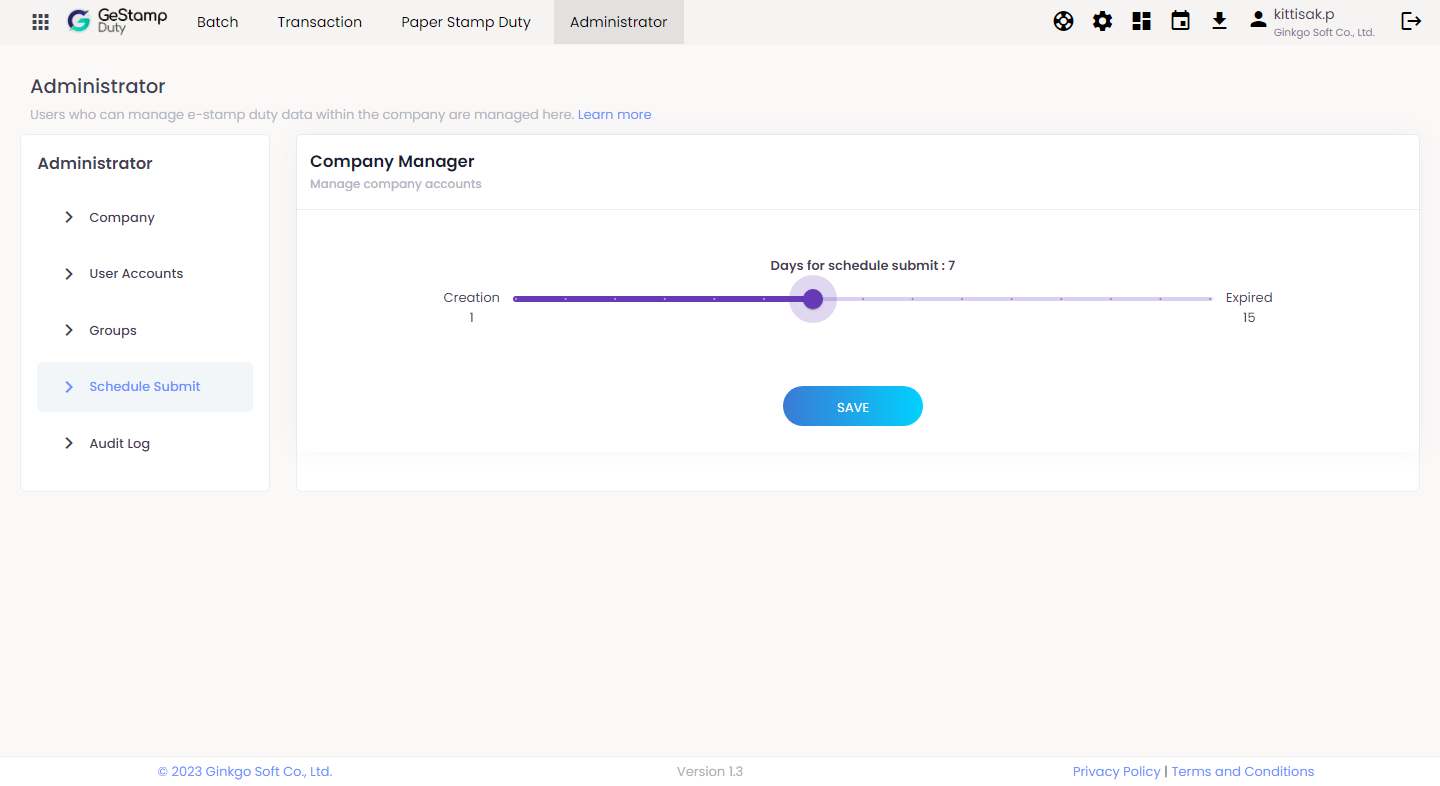 GeStamp
Duty
Batch
Transaction
Paper Stamp Duty
Administrator
kittisak.p
Ginkgo Soft Co., Ltd.
Administrator
Users who can manage e-stamp duty data within the company are managed here. Learn more
Administrator
Company
User Accounts
Groups
Schedule Submit
Audit Log
Company Manager
Manage company accounts
Days for schedule submit : 7
Creation
1
Expired
15
SAVE
© 2023 Ginkgo Soft Co., Ltd.
Version 1.3
Privacy Policy | Terms and Conditions